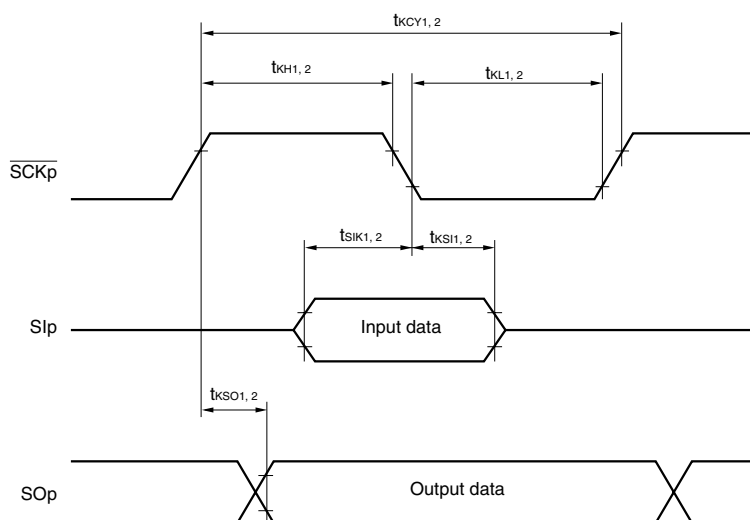 tKCY1, 2
tKH1, 2
tKL1, 2
SCKp
tSIK1, 2
tKSI1, 2
SIp
Input data
tKSO1, 2
SOp
Output data